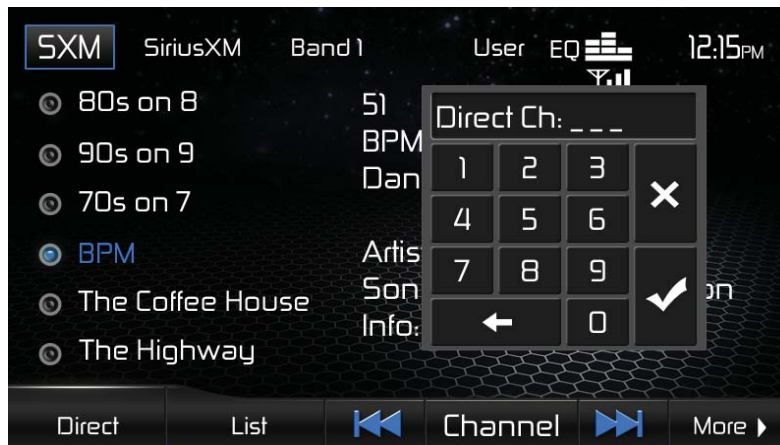 SXM SiriusXM Band 1 User EQ 12:15PM
80s on 8
90s on 9
70s on 7
BPM
The Coffee House
The Highway
51
BPM
Dan
Artis
Son
on
Info:
Direct Ch: _ _ _
1 2 3
4 5 6
7 8 9
0
Direct List Channel More